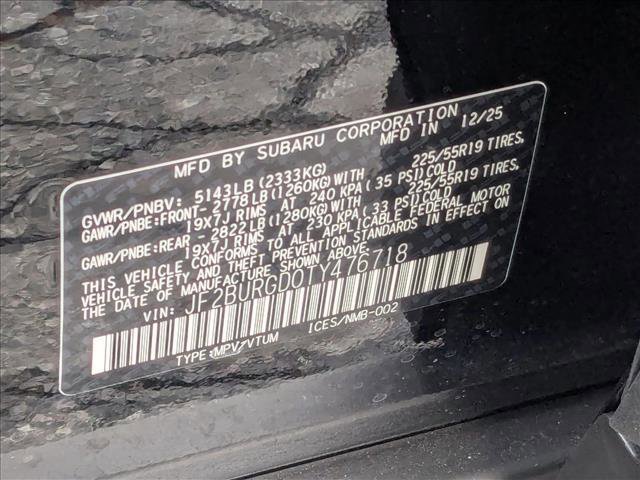 MFD BY SUBARU CORPORATION
MFD IN 12/25
GVWR/PNBV: 5143LB (2333KG)
GAWR/PNBE:FRONT-2778LB(1260KG)WITH 225/55R19 TIRES,
19X7J RIMS AT 240 KPA(35 PSI)COLD
GAWR/PNBE:REAR -2822LB(1280KG)WITH 225/55R19 TIRES,
19X7J RIMS AT 230 KPA(33 PSI)COLD
THIS VEHICLE CONFORMS TO ALL APPLICABLE FEDERAL MOTOR
VEHICLE SAFETY AND THEFT PREVENTION STANDARDS IN EFFECT ON
THE DATE OF MANUFACTURE SHOWN ABOVE.
VIN: JF2BURGD0TY476718
TYPE:MPV/VTUM ICES/NMB-002